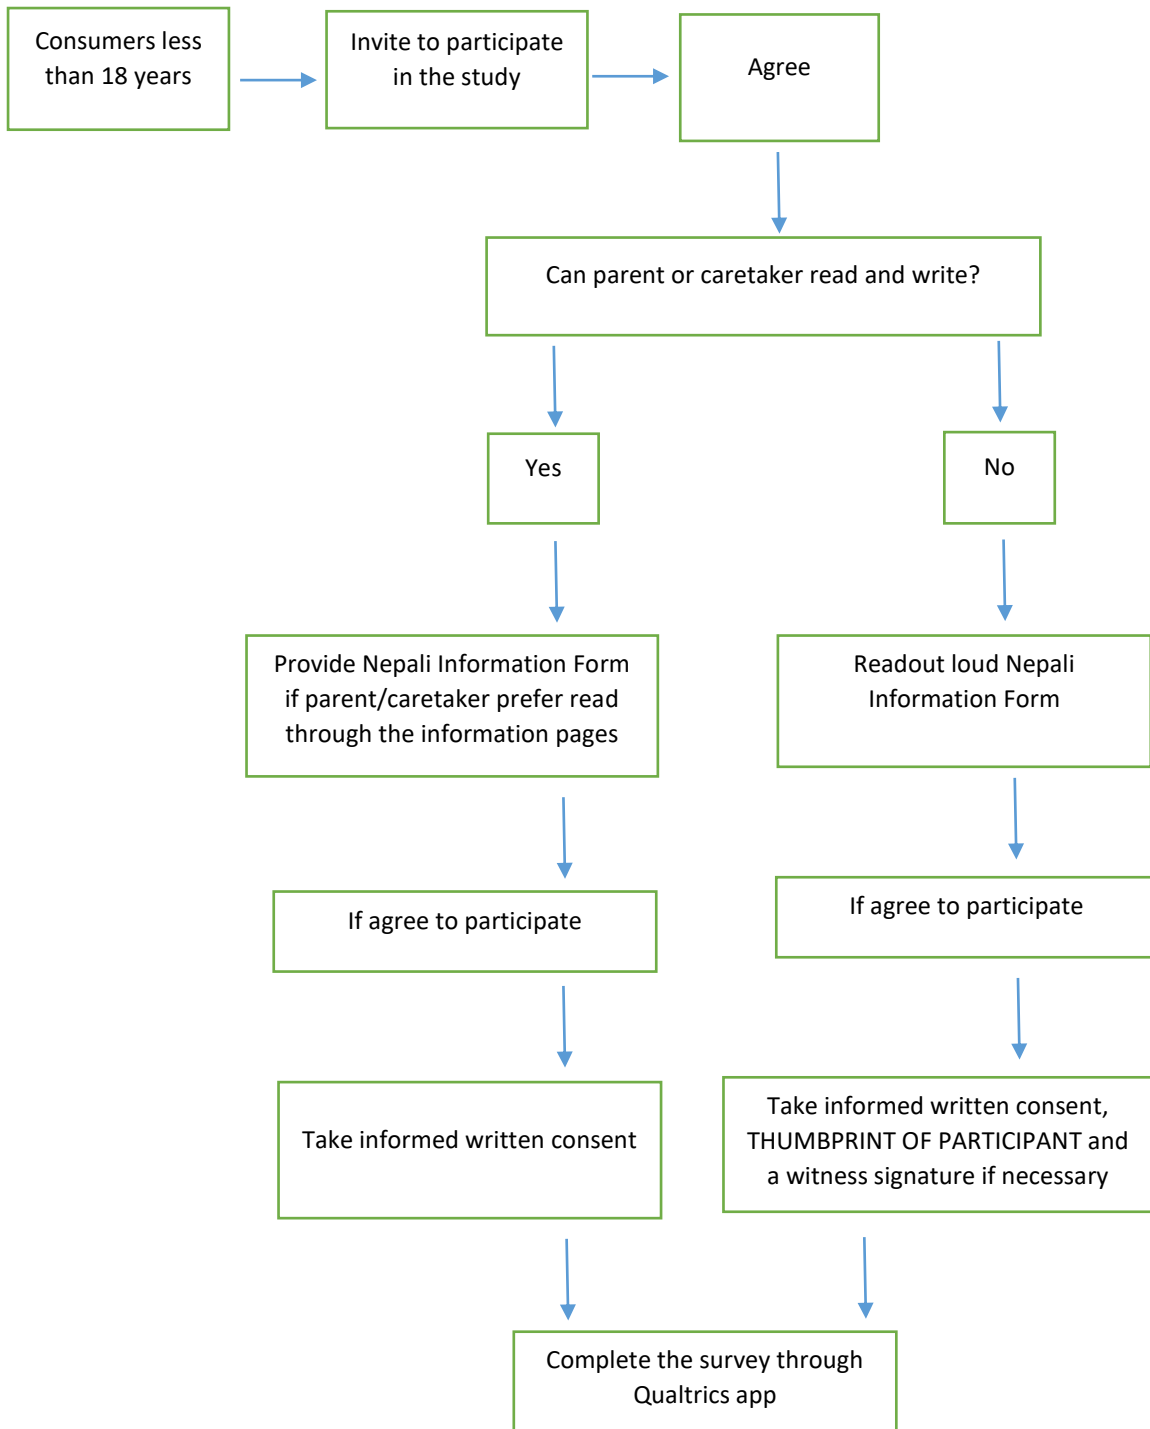 Consumers less
than 18 years
Invite to participate
in the study
Agree
Can parent or caretaker read and write?
Yes
No
Provide Nepali Information Form
if parent/caretaker prefer read
through the information pages
Readout loud Nepali
Information Form
If agree to participate
If agree to participate
Take informed written consent
Take informed written consent,
THUMBPRINT OF PARTICIPANT and
a witness signature if necessary
Complete the survey through
Qualtrics app